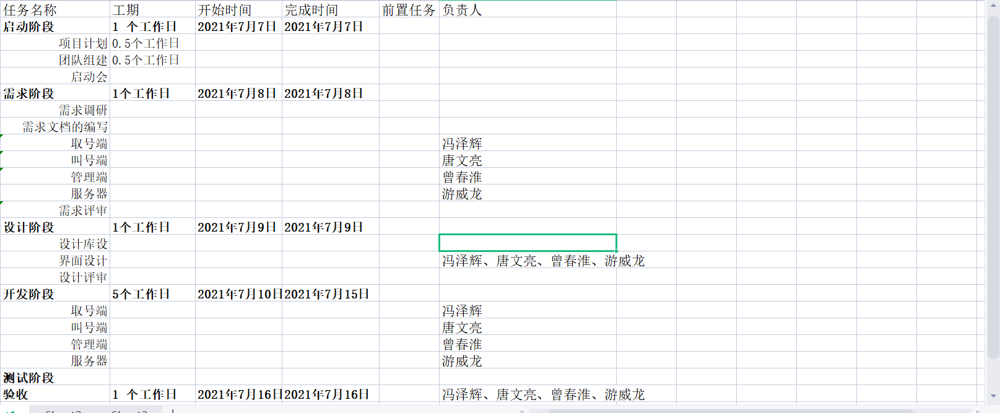 任务名称 工期 开始时间 完成时间 前置任务 负责人
启动阶段 1 个工作日 2021年7月7日 2021年7月7日
项目计划 0.5个工作日
团队组建 0.5个工作日
启动会
需求阶段 1个工作日 2021年7月8日 2021年7月8日
需求调研
需求文档的编写
取号端 冯泽辉
叫号端 唐文亮
管理端 曾春淮
服务器 游威龙
需求评审
设计阶段 1个工作日 2021年7月9日 2021年7月9日
设计库设
界面设计 冯泽辉、唐文亮、曾春淮、游威龙
设计评审
开发阶段 5个工作日 2021年7月10日 2021年7月15日
取号端 冯泽辉
叫号端 唐文亮
管理端 曾春淮
服务器 游威龙
测试阶段
验收 1 个工作日 2021年7月16日 2021年7月16日 冯泽辉、唐文亮、曾春淮、游威龙